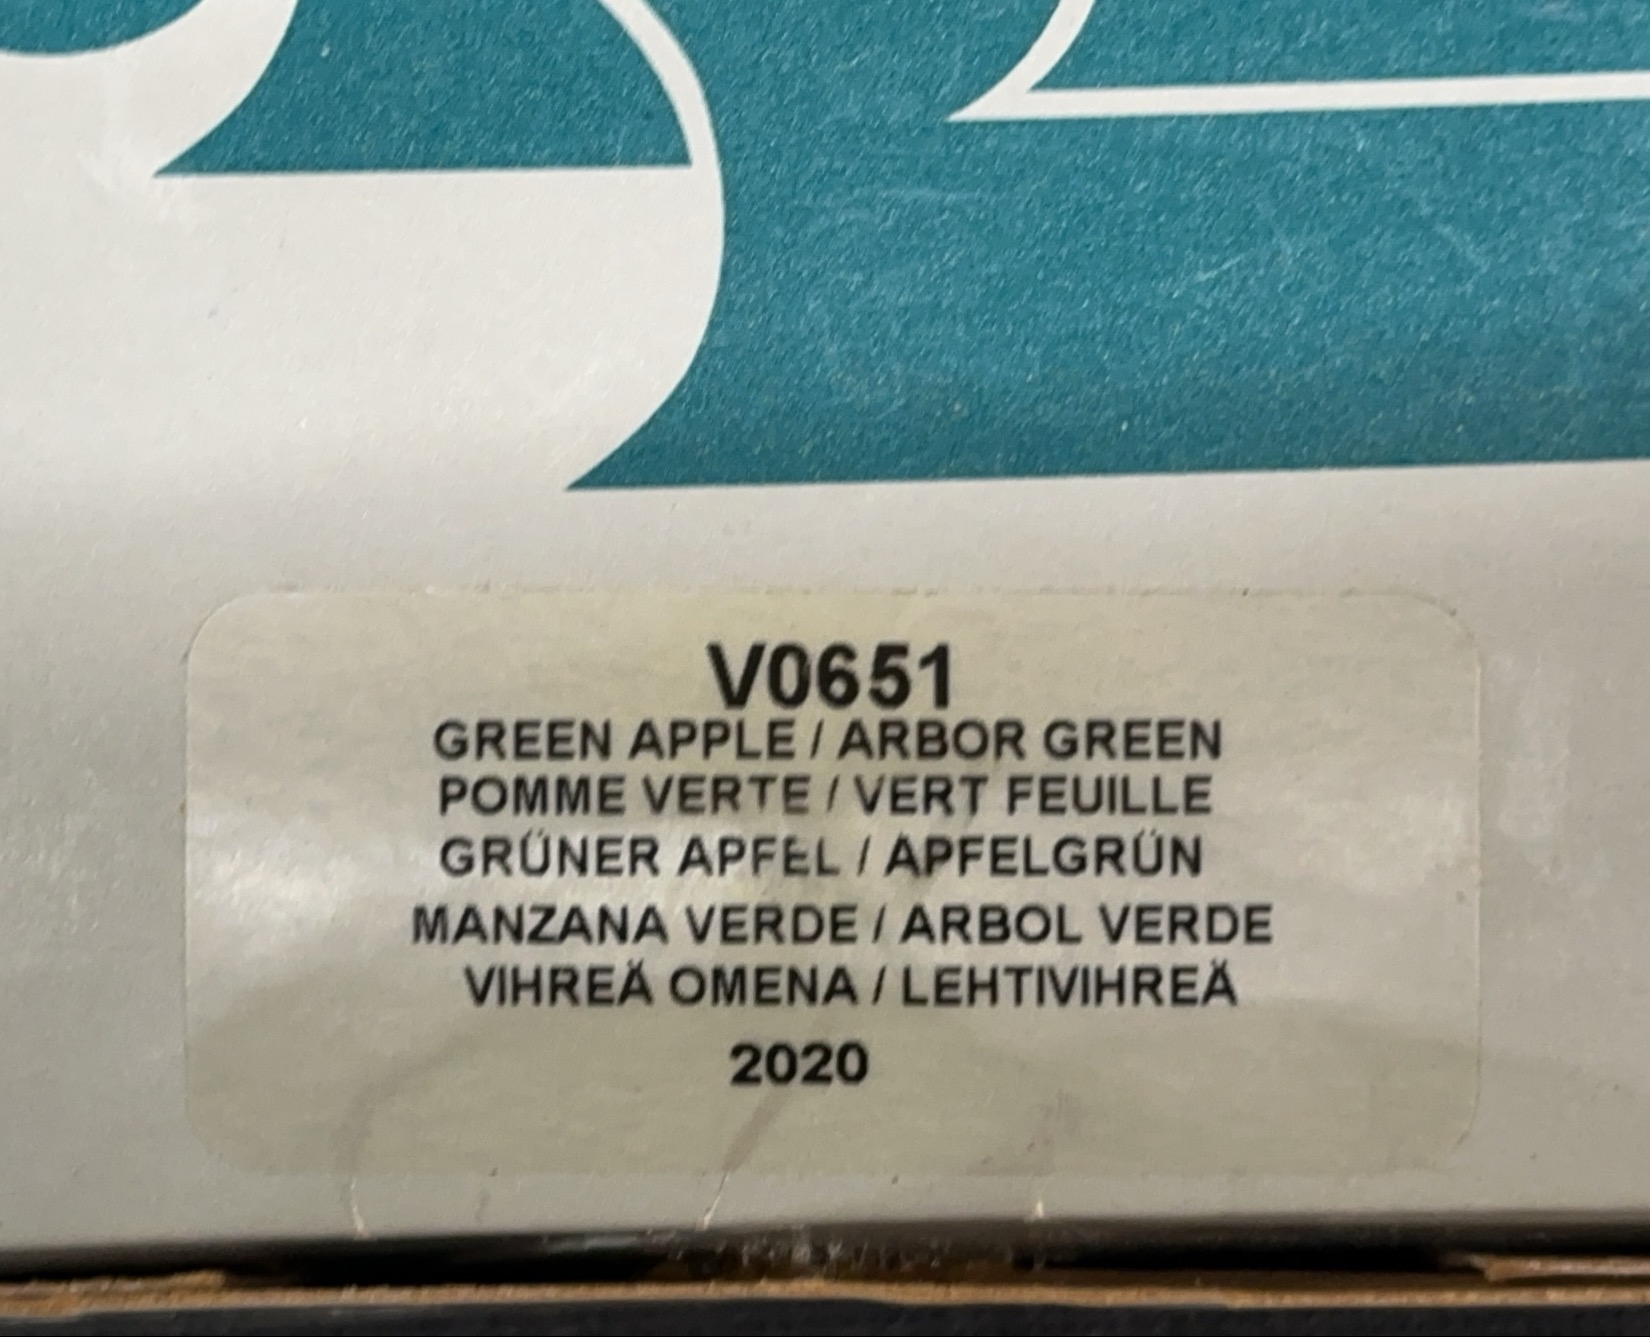 V0651
GREEN APPLE / ARBOR GREEN
POMME VERTE / VERT FEUILLE
GRÜNER APFEL / APFELGRÜN
MANZANA VERDE / ARBOL VERDE
VIHREÄ OMENA / LEHTIVIHREÄ
2020